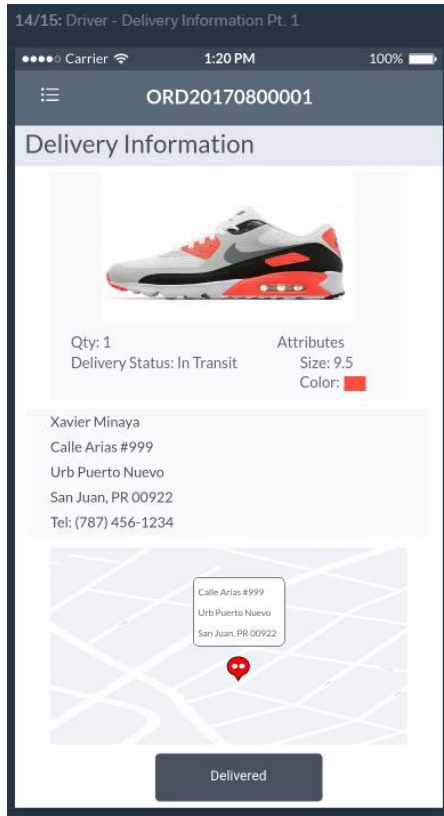 14/15: Driver - Delivery Information Pt. 1
Carrier 1:20 PM 100%
ORD20170800001
Delivery Information
Qty: 1
Delivery Status: In Transit
Attributes
Size: 9.5
Color:
Xavier Minaya
Calle Arias #999
Urb Puerto Nuevo
San Juan, PR 00922
Tel: (787) 456-1234
Calle Arias #999
Urb Puerto Nuevo
San Juan, PR 00922
Delivered